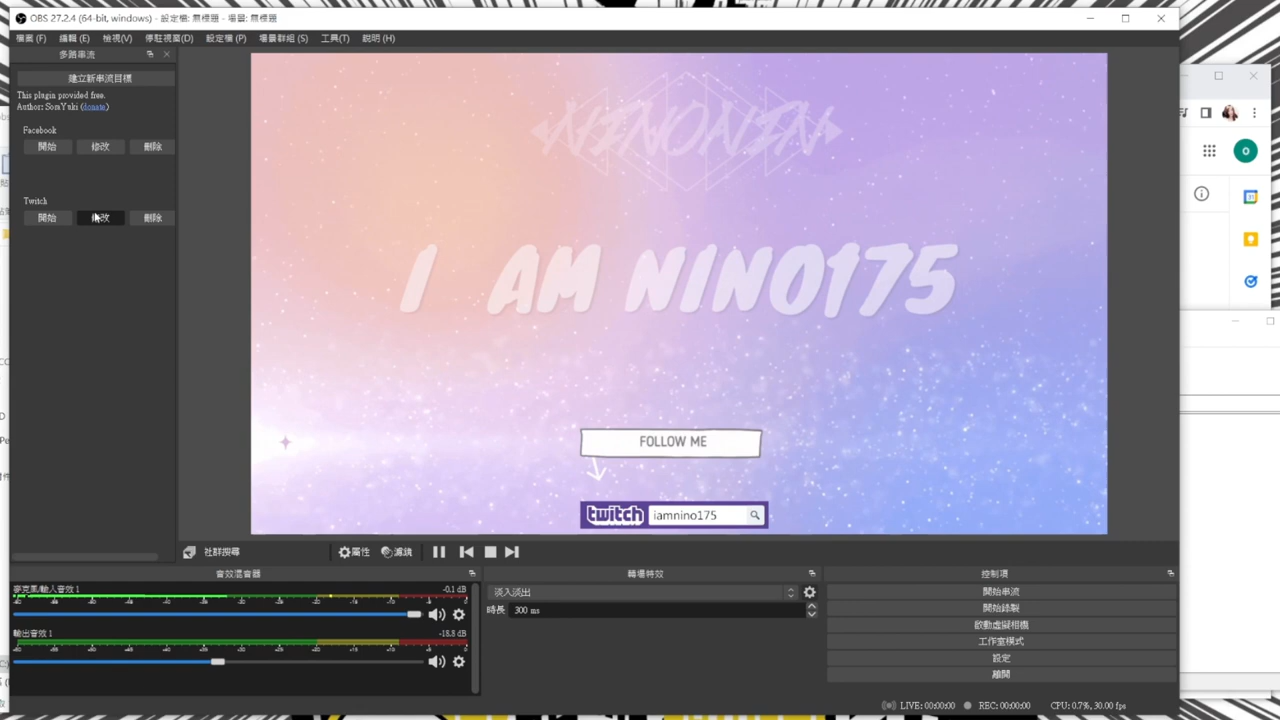 OBS 27.2.4 (64-bit, windows) - 設定檔: 無標題 - 場景: 無標題
檔案 (F) 編輯 (E) 檢視(V) 停駐視窗(D) 設定檔 (P) 場景群組 (S) 工具(T) 說明 (H)
多路串流
建立新串流目標
This plugin provided free.
Author: SoraYuki (donate)
Facebook
開始 修改 刪除
Twitch
開始 修改 刪除
NINONIN
I AM NINO175
FOLLOW ME
twitch iamnino175
社群搜尋 屬性 濾鏡
音效混音器
麥克風/輸入音效 1 -0.1 dB
輸出音效 1 -18.8 dB
轉場特效
淡入淡出
時長 300 ms
控制項
開始串流
開始錄製
啟動虛擬相機
工作室模式
設定
離開
LIVE: 00:00:00 REC: 00:00:00 CPU: 0.7%, 30.00 fps
O